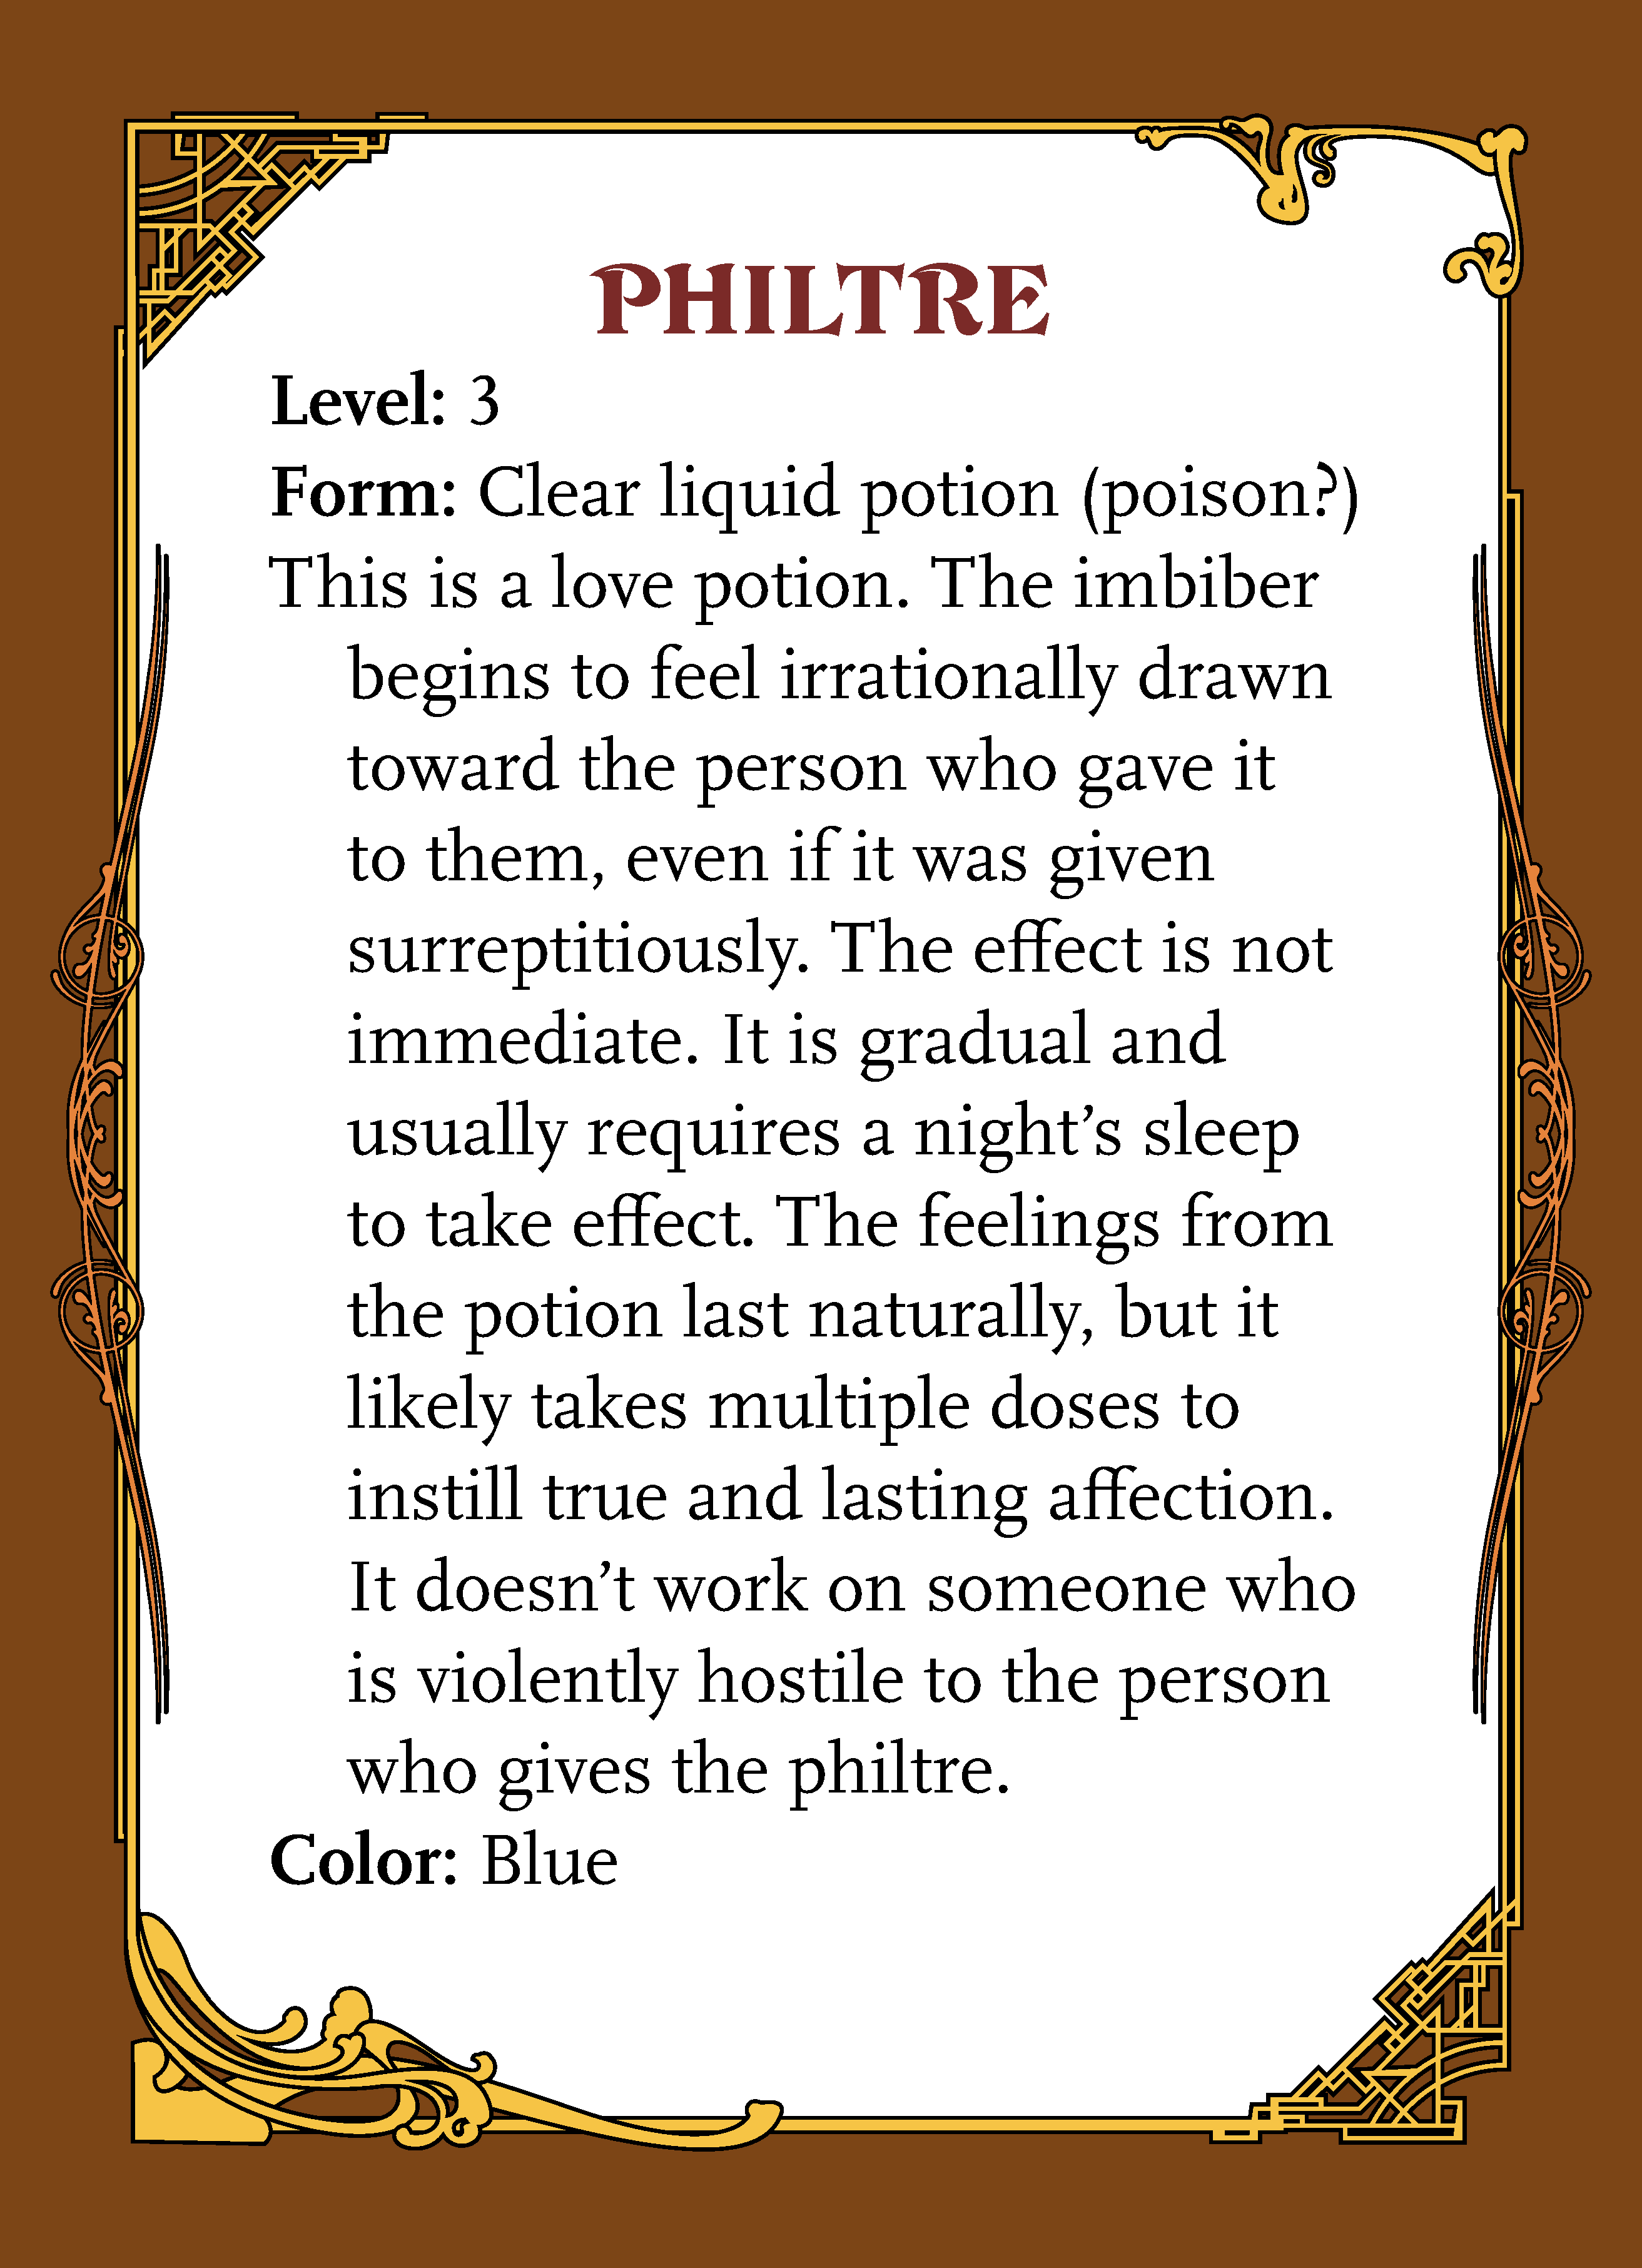 PHILTRE
Level: 3
Form: Clear liquid potion (poison?)
This is a love potion. The imbiber
begins to feel irrationally drawn
toward the person who gave it
to them, even if it was given
surreptitiously. The effect is not
immediate. It is gradual and
usually requires a night’s sleep
to take effect. The feelings from
the potion last naturally, but it
likely takes multiple doses to
instill true and lasting affection.
It doesn’t work on someone who
is violently hostile to the person
who gives the philtre.
Color: Blue